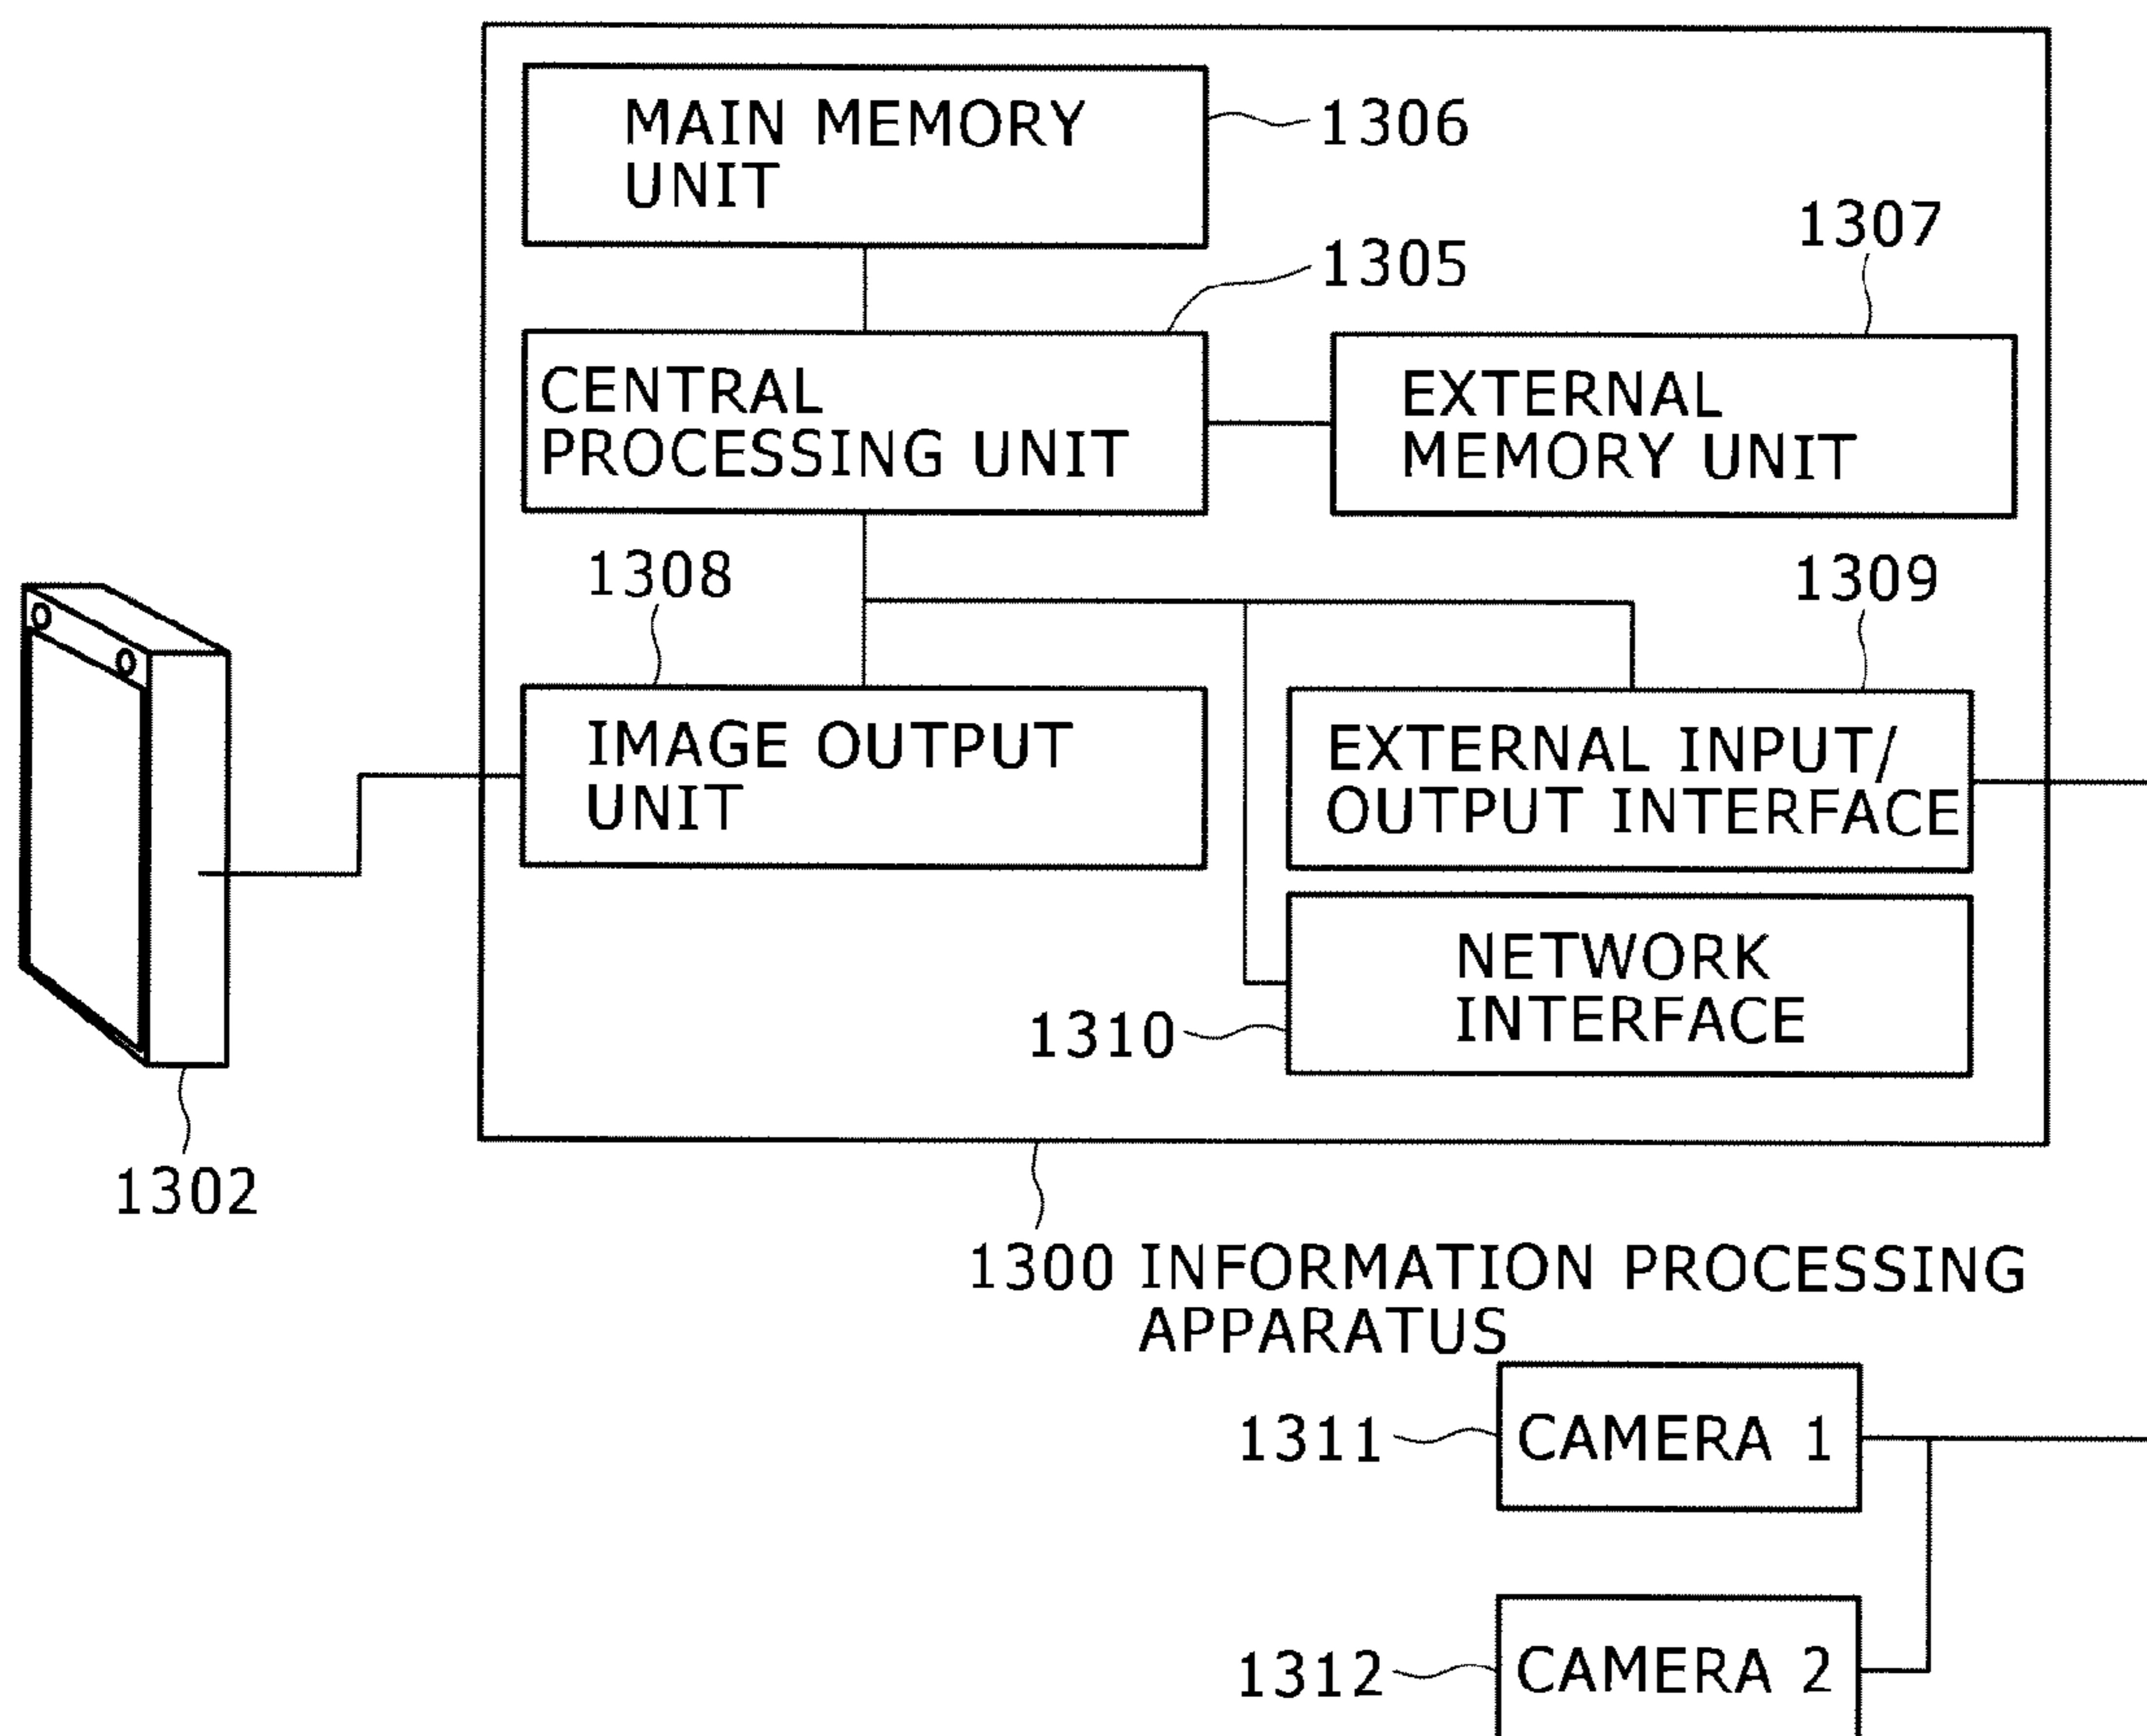 MAIN MEMORY
UNIT
1306
1307
1305
CENTRAL
PROCESSING UNIT
EXTERNAL
MEMORY UNIT
1308
1309
IMAGE OUTPUT
UNIT
EXTERNAL INPUT/
OUTPUT INTERFACE
NETWORK
INTERFACE
1310
1302
1300 INFORMATION PROCESSING
APPARATUS
1311
CAMERA 1
1312
CAMERA 2